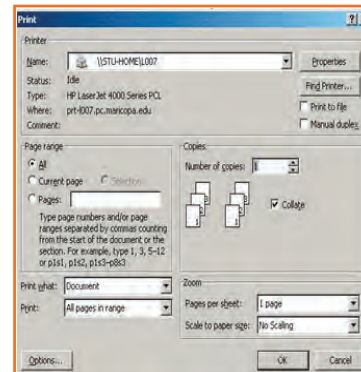 Print
Printer
Name: \\STU-HOME\L007 Properties
Status: Idle Find Printer...
Type: HP LaserJet 4000 Series PCL
Where: prt-l007.pc.maricopa.edu Print to file
Comment: Manual duplex
Page range
All
Current page Selection
Pages:
Type page numbers and/or page
ranges separated by commas counting
from the start of the document or the
section. For example, type 1, 3, 5-12
or p1s1, p1s2, p1s3-p8s3
Copies
Number of copies: 1
Collate
Print what: Document
Print: All pages in range
Zoom
Pages per sheet: 1 page
Scale to paper size: No Scaling
Options... OK Cancel